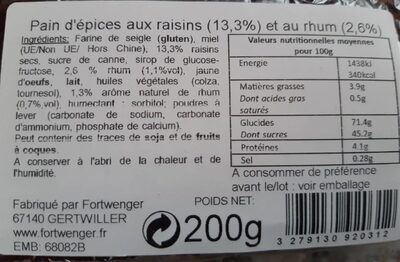 Pain d'épices aux raisins (13,3%) et au rhum (2,6%)
Ingrédients: Farine de seigle (gluten), miel
(UE/Non UE/ Hors Chine), 13,3% raisins
secs, sucre de canne, sirop de glucose-
fructose, 2,6 % rhum (1,1%vol), jaune
d'oeufs, lait, huiles végétales (colza,
tournesol), 1,3% arôme naturel de rhum
(0,7% vol), humectant : sorbitol; poudres à
lever (carbonate de sodium, carbonate
d'ammonium, phosphate de calcium).
Peut contenir des traces de soja et de fruits
à coques.
A conserver à l'abri de la chaleur et de
l'humidité.
Valeurs nutritionnelles moyennes
pour 100g
Energie 1438kJ
340kcal
Matières grasses 3.9g
Dont acides gras 0.5g
saturés
Glucides 71.4g
Dont sucres 45.2g
Protéines 4.1g
Sel 0.28g
A consommer de préférence
avant le/lot : voir emballage
Fabriqué par Fortwenger
67140 GERTWILLER
www.fortwenger.fr
EMB: 68082B
POIDS NET:
200g
3 279130 920312